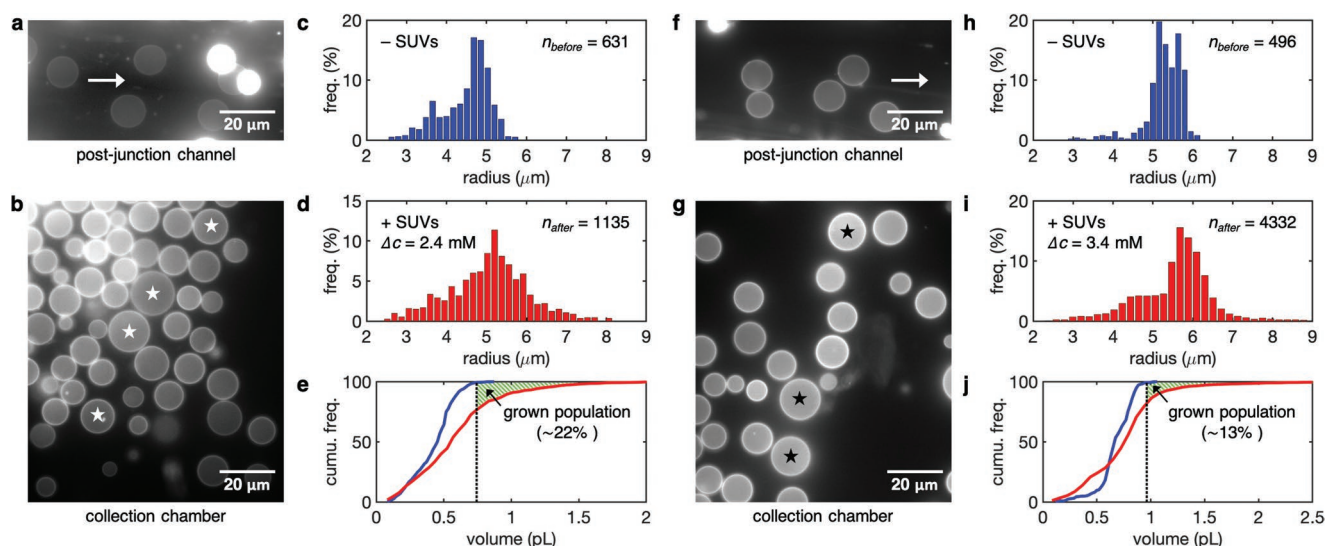 a
20 µm
post-junction channel
b
20 µm
collection chamber
c
– SUVs
n_before = 631
freq. (%)
20
10
0
2 3 4 5 6 7 8 9
radius (µm)
d
+ SUVs
n_after = 1135
Δc = 2.4 mM
freq. (%)
15
10
5
0
2 3 4 5 6 7 8 9
radius (µm)
e
cumu. freq.
100
50
0
grown population
(~22% )
0 0.5 1 1.5 2
volume (pL)
f
20 µm
post-junction channel
g
20 µm
collection chamber
h
– SUVs
n_before = 496
freq. (%)
20
10
0
2 3 4 5 6 7 8 9
radius (µm)
i
+ SUVs
n_after = 4332
Δc = 3.4 mM
freq. (%)
20
10
0
2 3 4 5 6 7 8 9
radius (µm)
j
cumu. freq.
100
50
0
grown population
(~13% )
0 0.5 1 1.5 2 2.5
volume (pL)